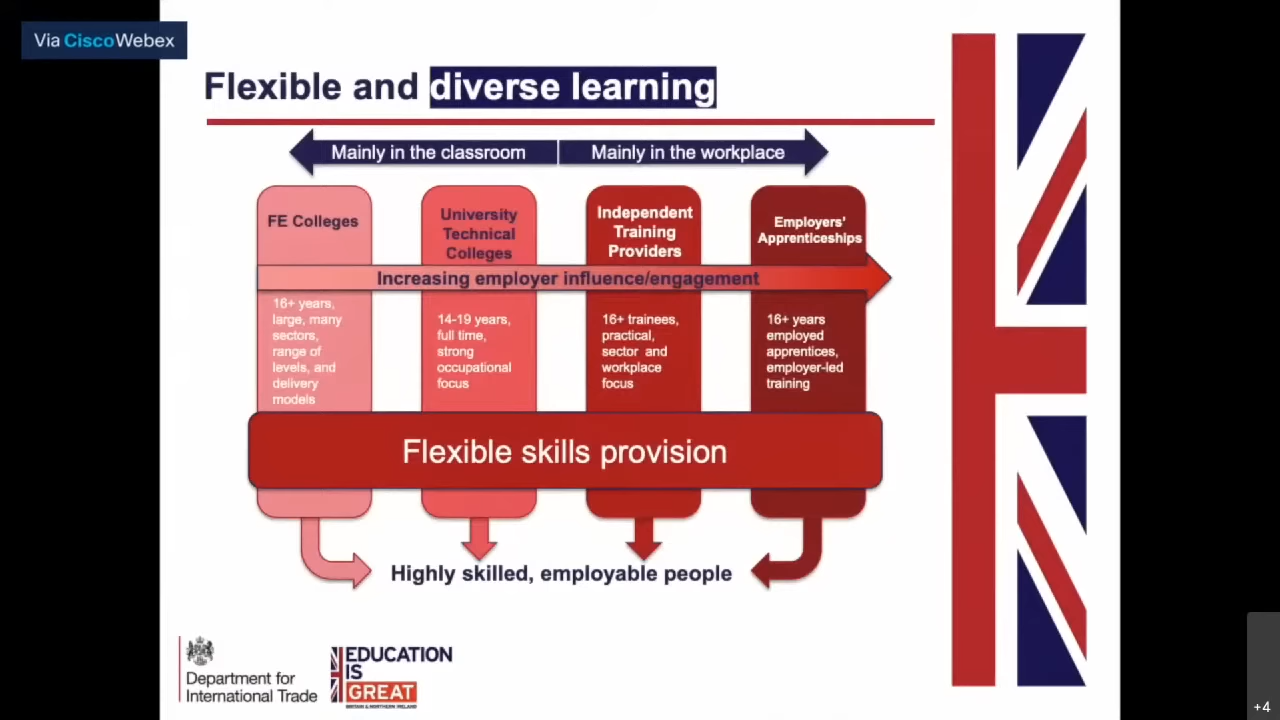 Via CiscoWebex
Flexible and diverse learning
Mainly in the classroom
Mainly in the workplace
FE Colleges
University
Technical
Colleges
Independent
Training
Providers
Employers'
Apprenticeships
Increasing employer influence/engagement
16+ years,
large, many
sectors,
range of
levels, and
delivery
models
14-19 years,
full time,
strong
occupational
focus
16+ trainees,
practical,
sector and
workplace
focus
16+ years
employed
apprentices,
employer-led
training
Flexible skills provision
Highly skilled, employable people
Department for
International Trade
EDUCATION
IS
GREAT
BRITAIN & NORTHERN IRELAND
+4